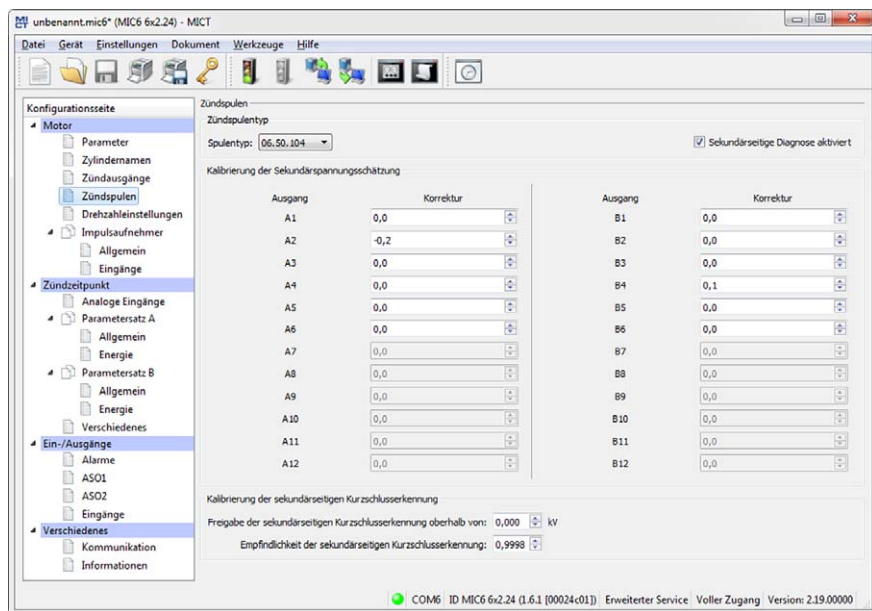 unbenannt.mic6* (MIC6 6x2.24) - MICT
Datei Gerät Einstellungen Dokument Werkzeuge Hilfe
Konfigurationsseite
Motor
Parameter
Zylindernamen
Zündausgänge
Zündspulen
Drehzahleinstellungen
Impulsaufnehmer
Allgemein
Eingänge
Zündzeitpunkt
Analoge Eingänge
Parametersatz A
Allgemein
Energie
Parametersatz B
Allgemein
Energie
Verschiedenes
Ein-/Ausgänge
Alarme
ASO1
ASO2
Eingänge
Verschiedenes
Kommunikation
Informationen
Zündspulen
Zündspulentyp
Spulentyp: 06.50.104 Sekundärseitige Diagnose aktiviert
Kalibrierung der Sekundärspannungsschätzung
Ausgang Korrektur Ausgang Korrektur
A1 0,0 B1 0,0
A2 -0,2 B2 0,0
A3 0,0 B3 0,0
A4 0,0 B4 0,1
A5 0,0 B5 0,0
A6 0,0 B6 0,0
A7 0,0 B7 0,0
A8 0,0 B8 0,0
A9 0,0 B9 0,0
A10 0,0 B10 0,0
A11 0,0 B11 0,0
A12 0,0 B12 0,0
Kalibrierung der sekundärseitigen Kurzschlusserkennung
Freigabe der sekundärseitigen Kurzschlusserkennung oberhalb von: 0,000 kV
Empfindlichkeit der sekundärseitigen Kurzschlusserkennung: 0,9998
COM6 ID MIC6 6x2.24 (1.6.1 [00024c01]) Erweiterter Service Voller Zugang Version: 2.19.00000